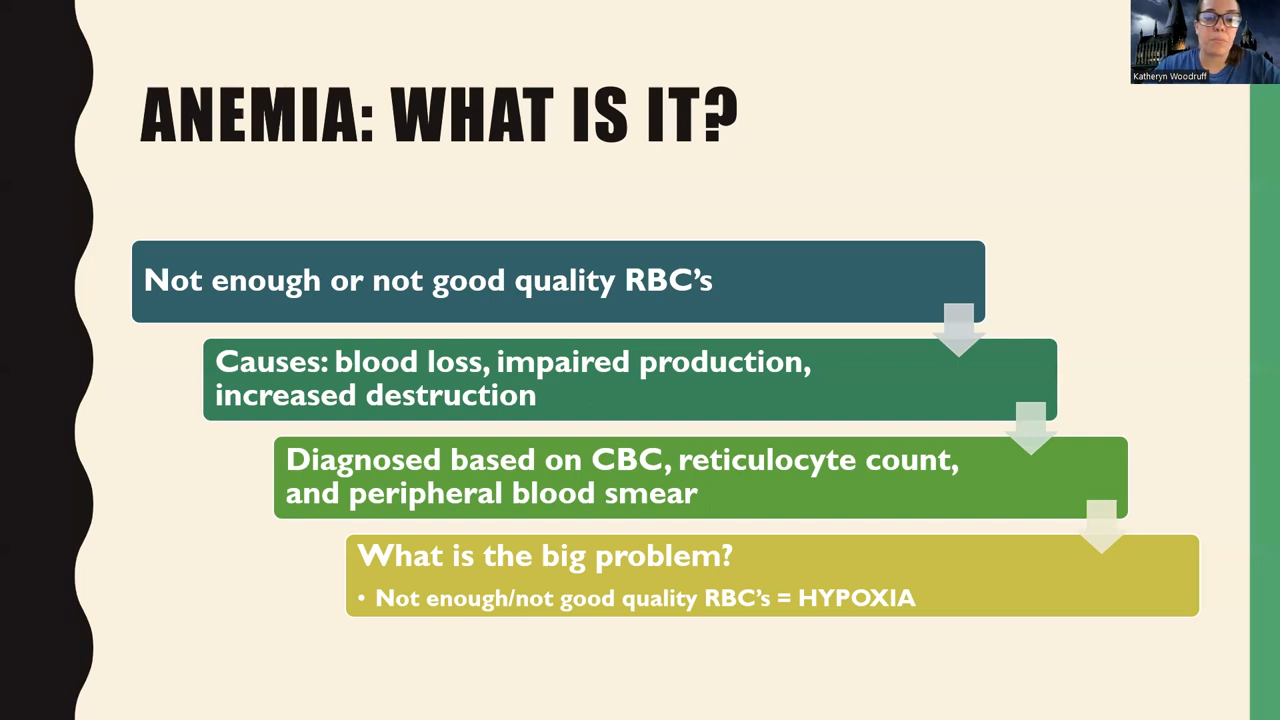 Katheryn Woodruff
ANEMIA: WHAT IS IT?
Not enough or not good quality RBC’s
Causes: blood loss, impaired production,
increased destruction
Diagnosed based on CBC, reticulocyte count,
and peripheral blood smear
What is the big problem?
• Not enough/not good quality RBC’s = HYPOXIA